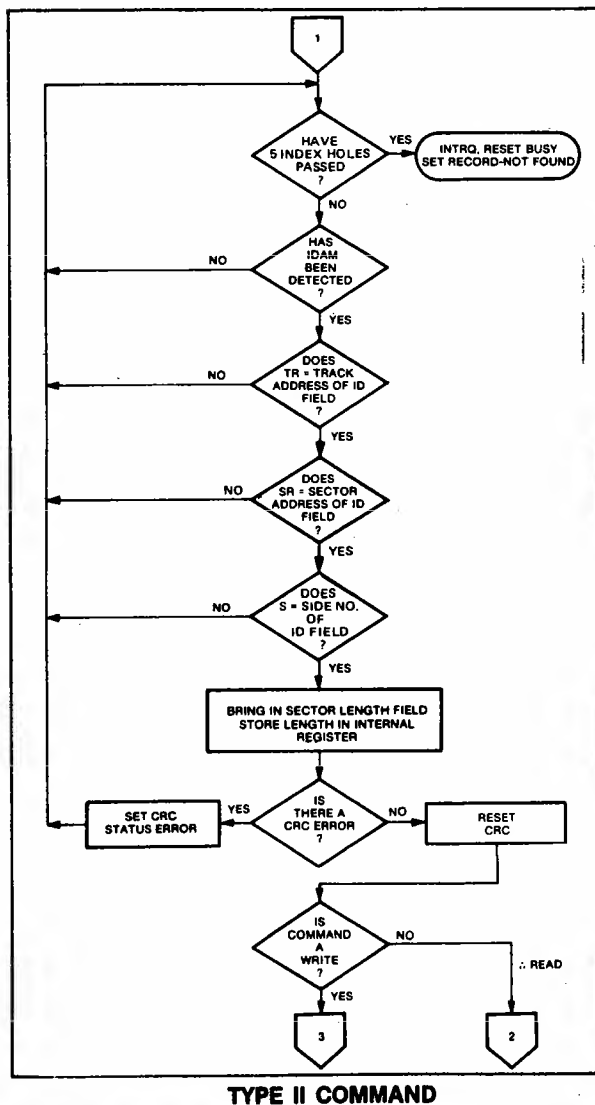 1
HAVE
5 INDEX HOLES
PASSED
?
YES
INTRQ, RESET BUSY
SET RECORD-NOT FOUND
NO
HAS
IDAM
BEEN
DETECTED
?
NO
YES
DOES
TR = TRACK
ADDRESS OF ID
FIELD
?
NO
YES
DOES
SR = SECTOR
ADDRESS OF ID
FIELD
?
NO
YES
DOES
S = SIDE NO.
OF
ID FIELD
?
NO
YES
BRING IN SECTOR LENGTH FIELD
STORE LENGTH IN INTERNAL
REGISTER
SET CRC
STATUS ERROR
YES
IS
THERE A
CRC ERROR
?
NO
RESET
CRC
IS
COMMAND
A
WRITE
?
NO
∴ READ
YES
3
2
TYPE II COMMAND